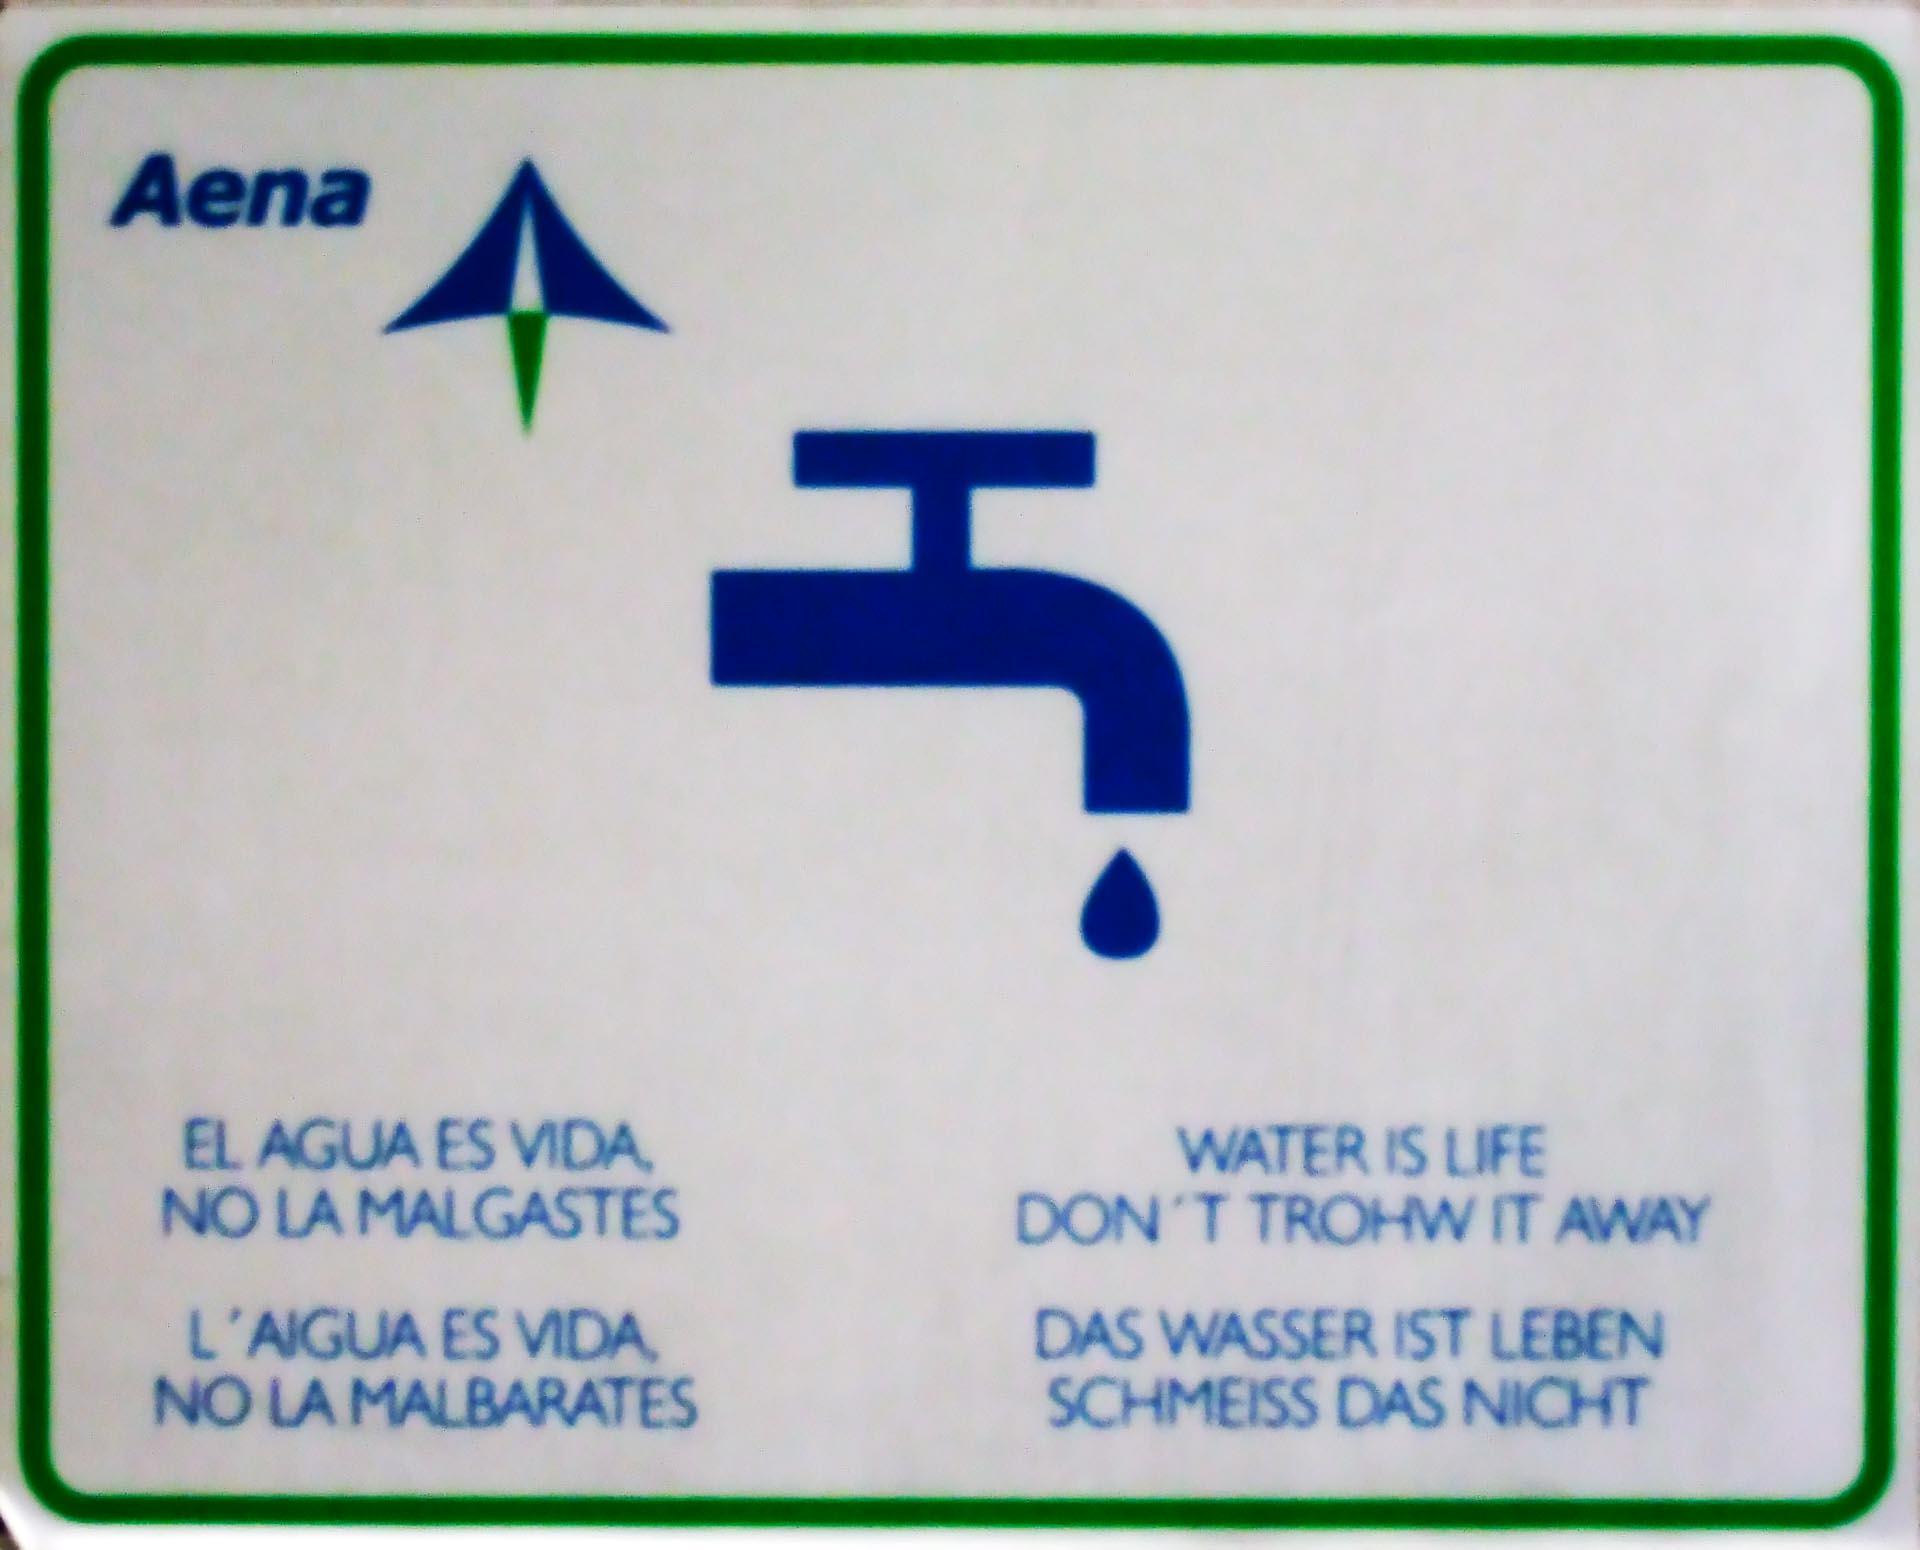 Aena
EL AGUA ES VIDA,
NO LA MALGASTES
L´AIGUA ES VIDA,
NO LA MALBARATES
WATER IS LIFE
DON´T TROHW IT AWAY
DAS WASSER IST LEBEN
SCHMEISS DAS NICHT